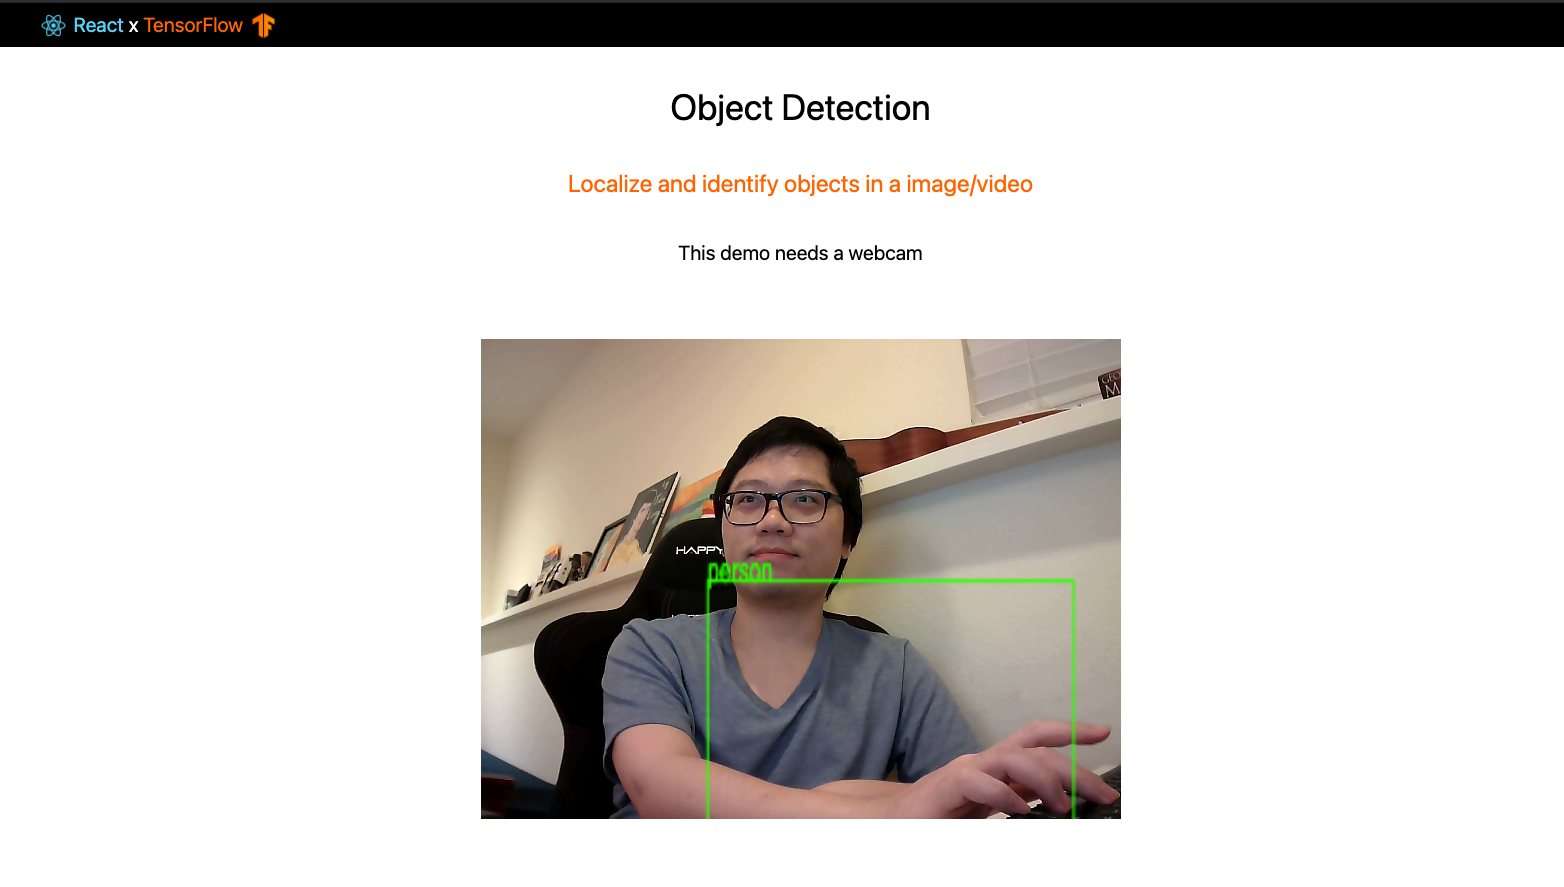 React x TensorFlow
Object Detection
Localize and identify objects in a image/video
This demo needs a webcam
HAPPY
person